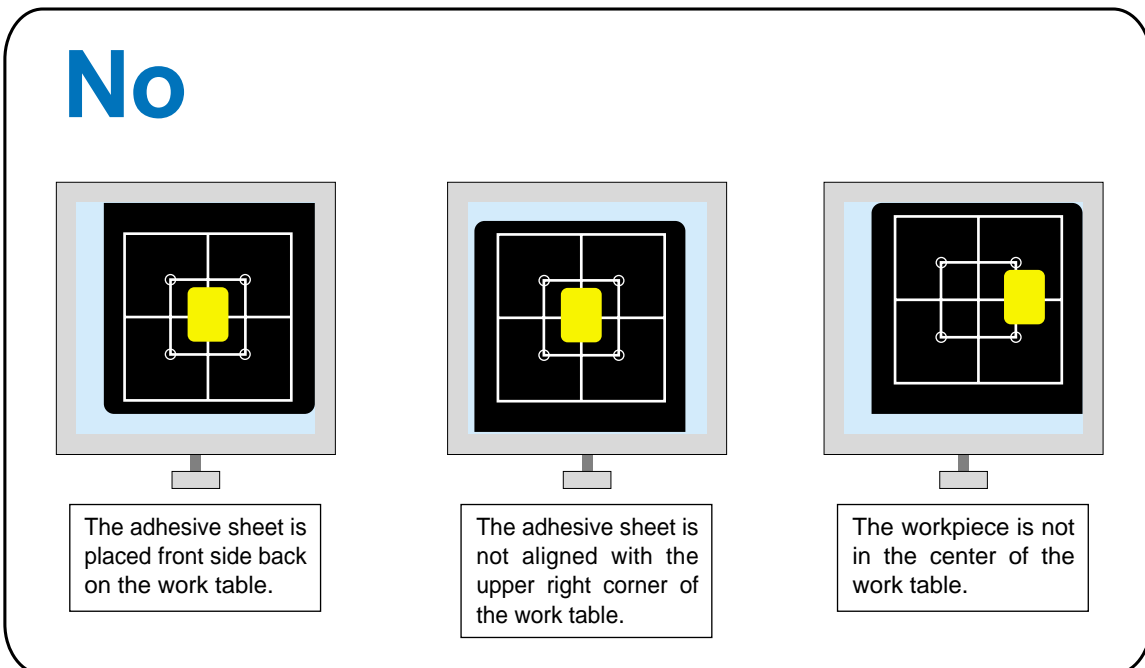 No
The adhesive sheet is
placed front side back
on the work table.
The adhesive sheet is
not aligned with the
upper right corner of
the work table.
The workpiece is not
in the center of the
work table.